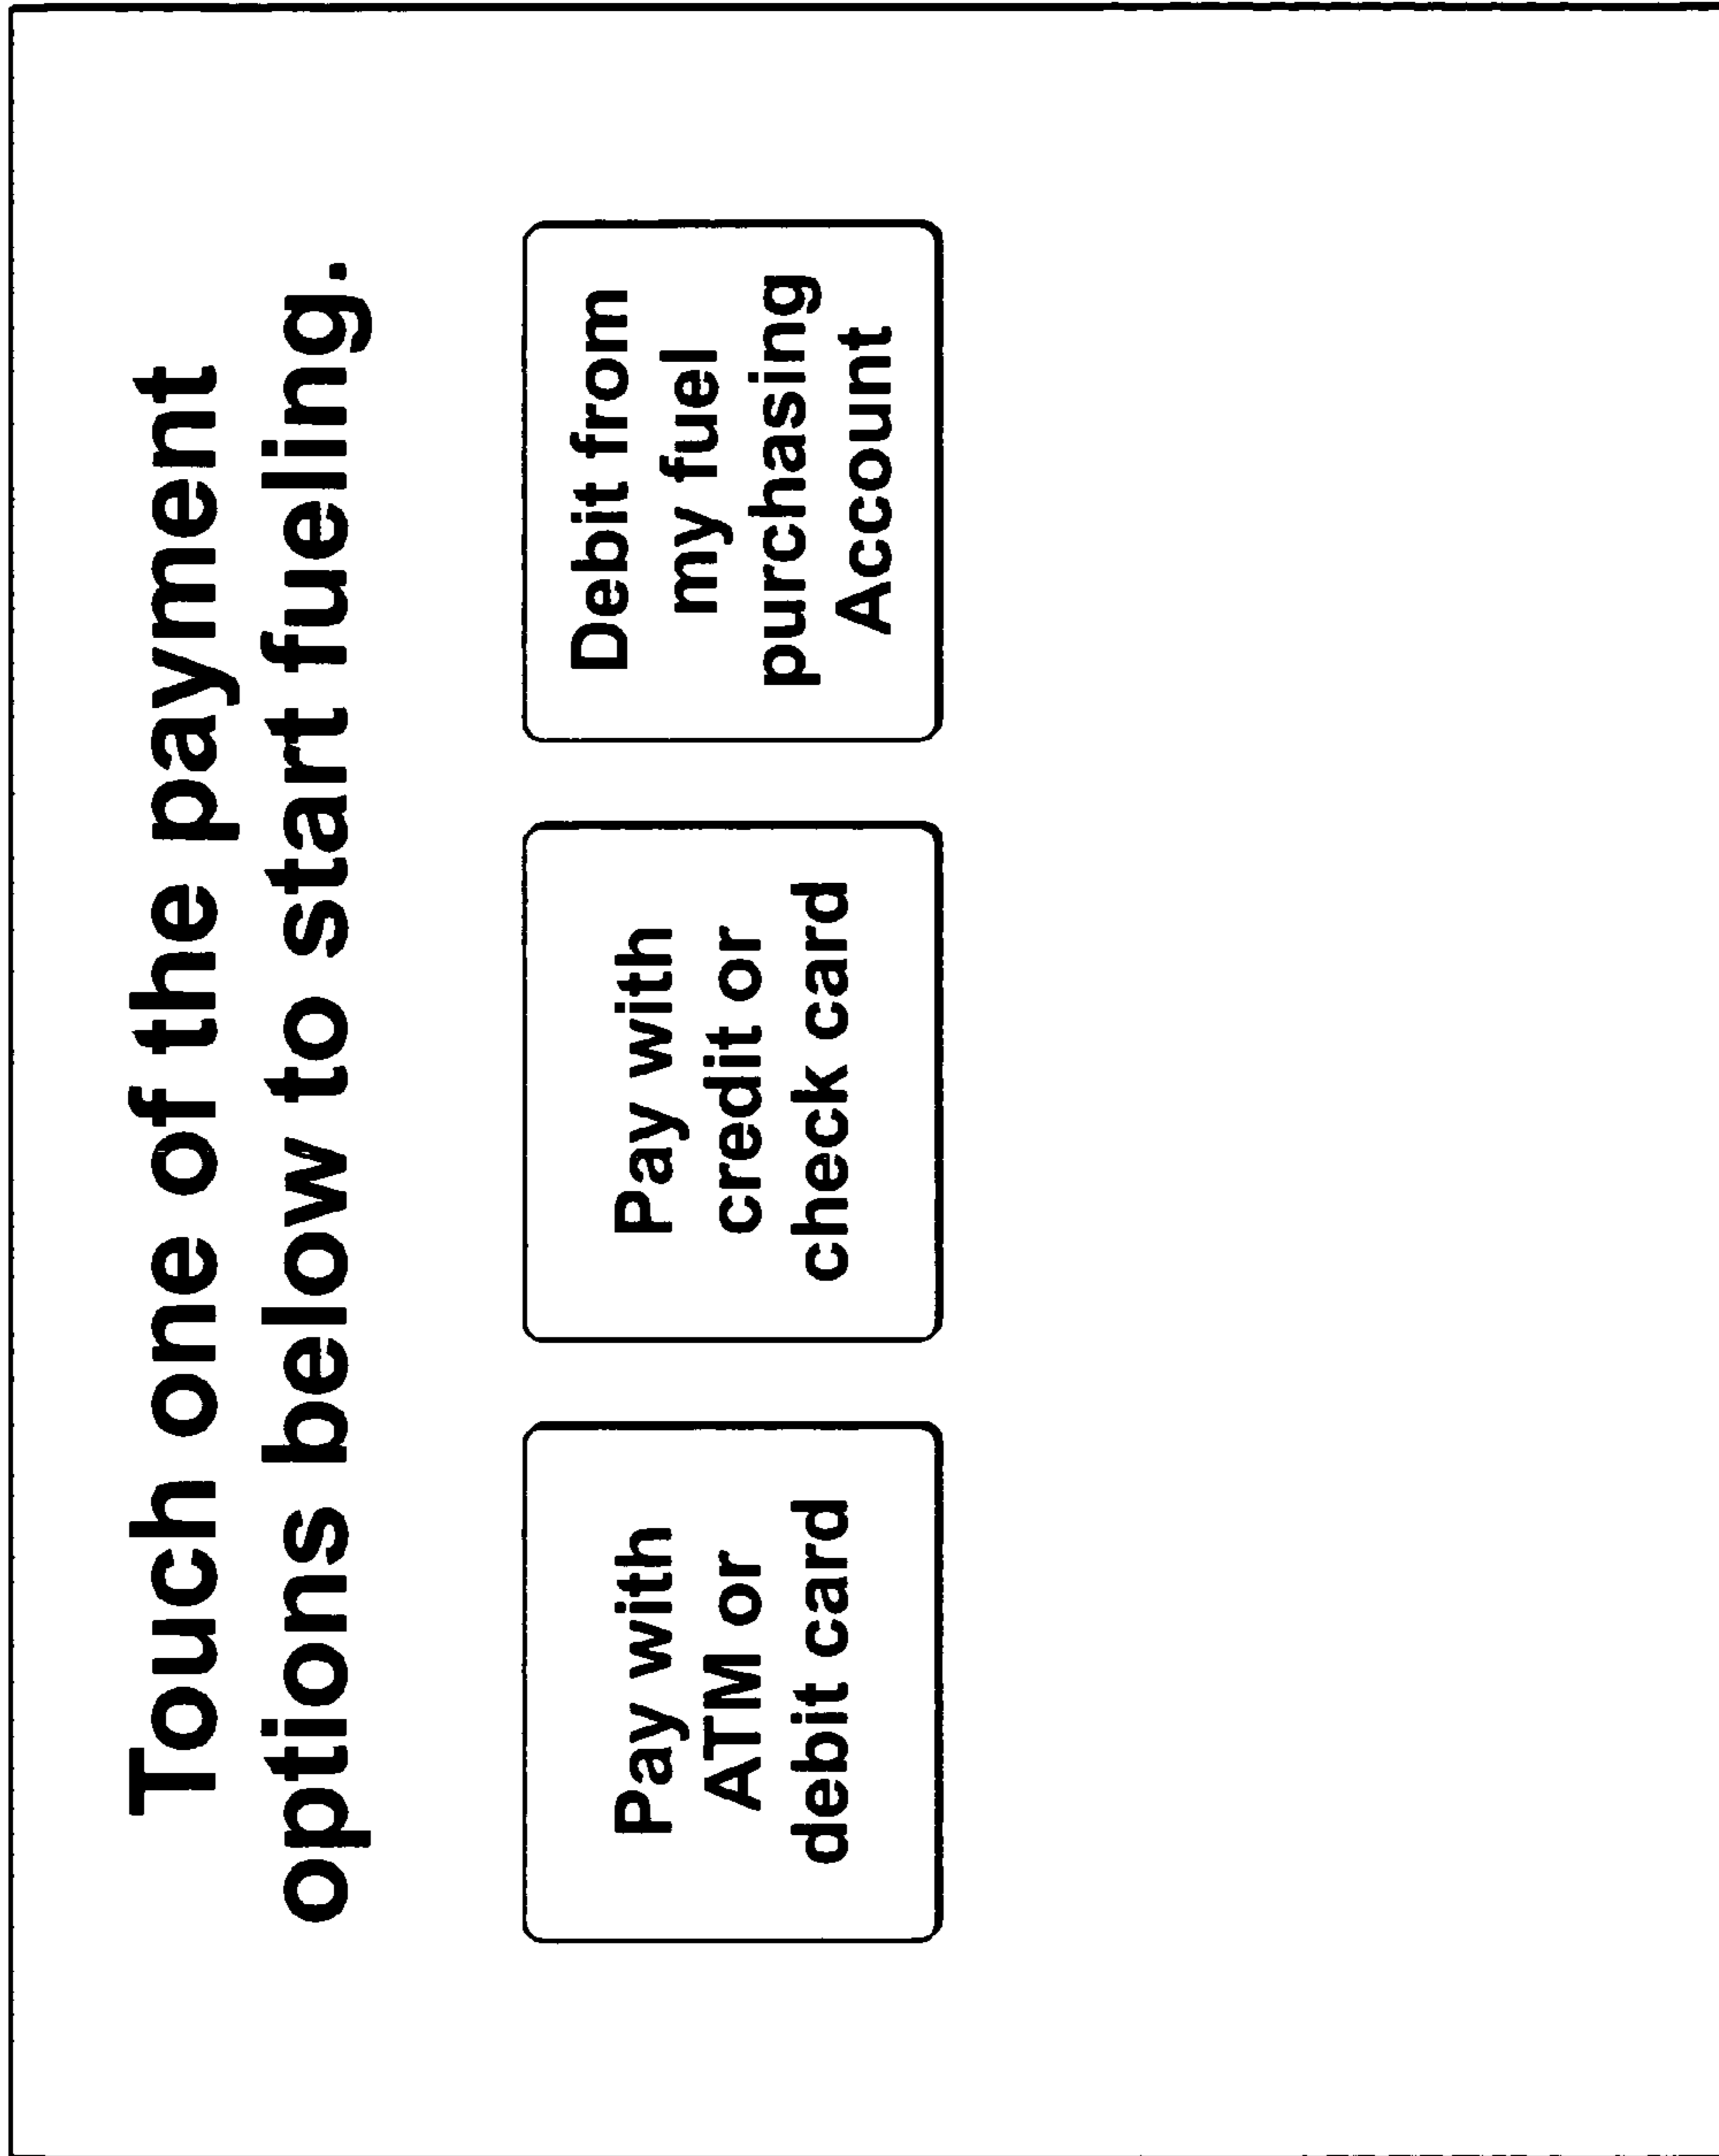 Touch one of the payment
options below to start fueling.
Pay with
ATM or
debit card
Pay with
credit or
check card
Debit from
my fuel
purchasing
Account